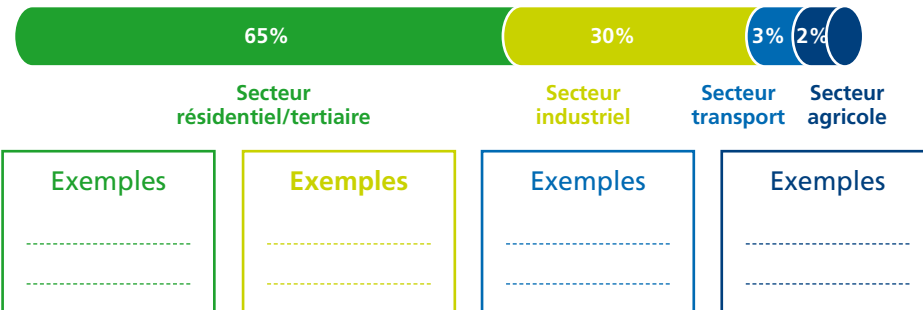 65% 30% 3% 2%
Secteur résidentiel/tertiaire
Secteur industriel
Secteur transport
Secteur agricole
Exemples
Exemples
Exemples
Exemples